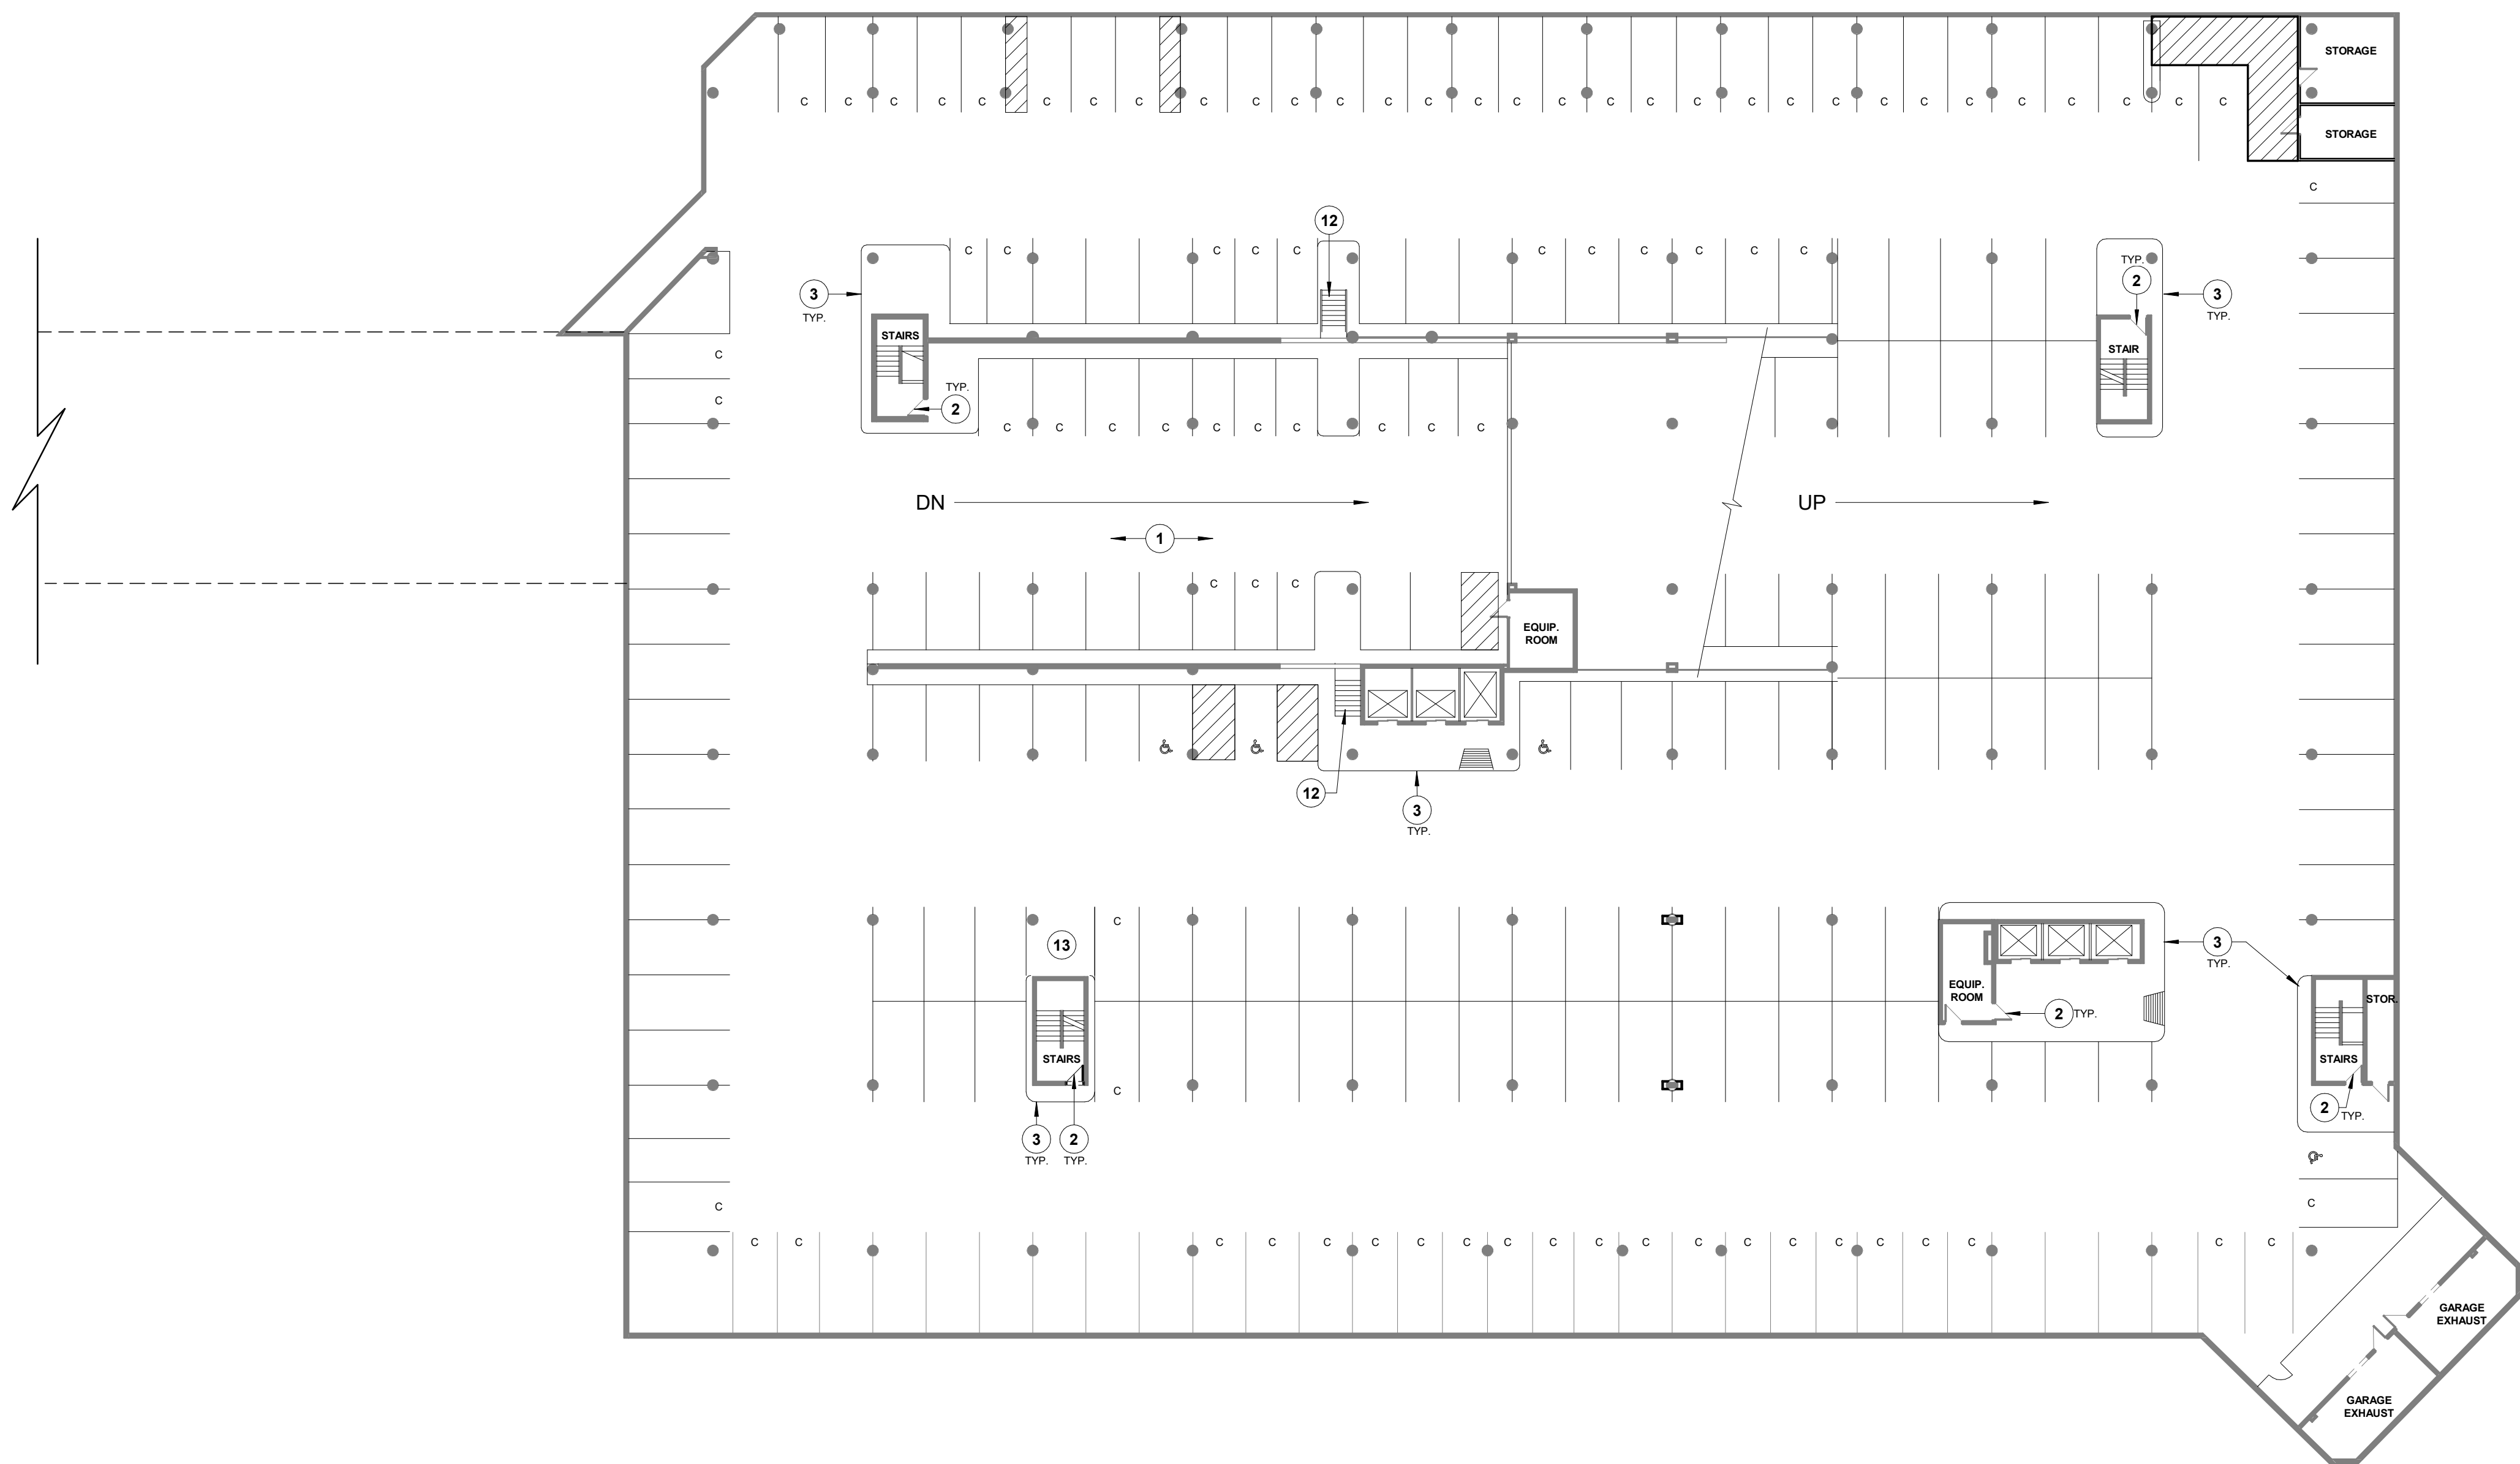 STORAGE
C C C C C C C C C C C C C C C C C C C C C C C C C C C C C C C
STORAGE
C
12
C C C C C C C C C C C
TYP.
2
3
TYP.
3
TYP.
STAIRS
STAIR
C
TYP.
2
C
C C C C C C C C C C
DN
UP
1
C C C
EQUIP.
ROOM
12
3
TYP.
C
13
3
TYP.
EQUIP.
ROOM
STOR.
2 TYP.
STAIRS
STAIRS
C
2
TYP.
3
TYP.
2
TYP.
C
C
C C C C C C C C C C C C C C C C C C C C C
GARAGE
EXHAUST
GARAGE
EXHAUST